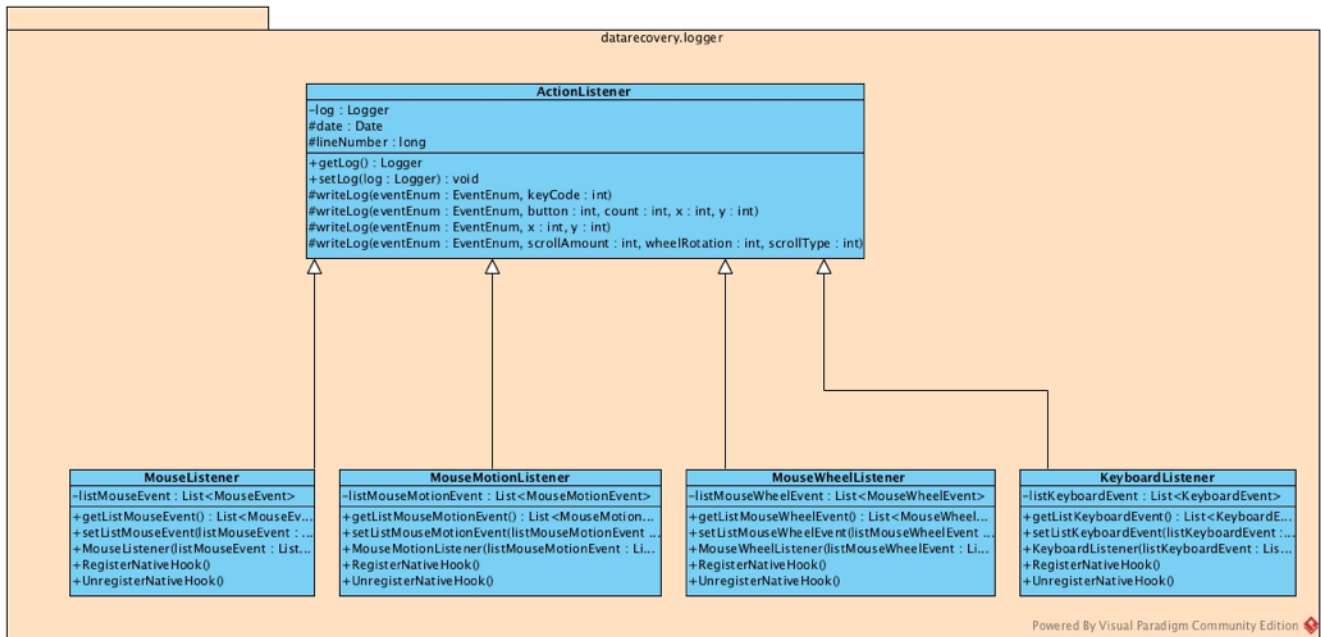 datarecovery.logger
ActionListener
-log : Logger
#date : Date
#lineNumber : long
+getLog() : Logger
+setLog(log : Logger) : void
#writeLog(eventEnum : EventEnum, keyCode : int)
#writeLog(eventEnum : EventEnum, button : int, count : int, x : int, y : int)
#writeLog(eventEnum : EventEnum, x : int, y : int)
#writeLog(eventEnum : EventEnum, scrollAmount : int, wheelRotation : int, scrollType : int)
MouseListener
-listMouseEvent : List<MouseEvent>
+getListMouseEvent() : List<MouseEv...
+setListMouseEvent(listMouseEvent : ...
+MouseListener(listMouseEvent : List...
+RegisterNativeHook()
+UnregisterNativeHook()
MouseMotionListener
-listMouseMotionEvent : List<MouseMotionEvent>
+getListMouseMotionEvent() : List<MouseMotion...
+setListMouseMotionEvent(listMouseMotionEvent ...
+MouseMotionListener(listMouseMotionEvent : Li...
+RegisterNativeHook()
+UnregisterNativeHook()
MouseWheelListener
-listMouseWheelEvent : List<MouseWheelEvent>
+getListMouseWheelEvent() : List<MouseWheel...
+setListMouseWheelEvent(listMouseWheelEvent ...
+MouseWheelListener(listMouseWheelEvent : Li...
+RegisterNativeHook()
+UnregisterNativeHook()
KeyboardListener
-listKeyboardEvent : List<KeyboardEvent>
+getListKeyboardEvent() : List<KeyboardE...
+setListKeyboardEvent(listKeyboardEvent :...
+KeyboardListener(listKeyboardEvent : Lis...
+RegisterNativeHook()
+UnregisterNativeHook()
Powered By Visual Paradigm Community Edition